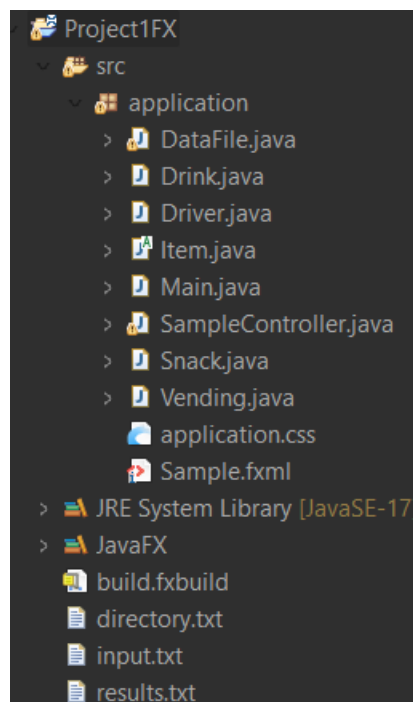 Project1FX
src
application
DataFile.java
Drink.java
Driver.java
Item.java
Main.java
SampleController.java
Snack.java
Vending.java
application.css
Sample.fxml
JRE System Library [JavaSE-17
JavaFX
build.fxbuild
directory.txt
input.txt
results.txt